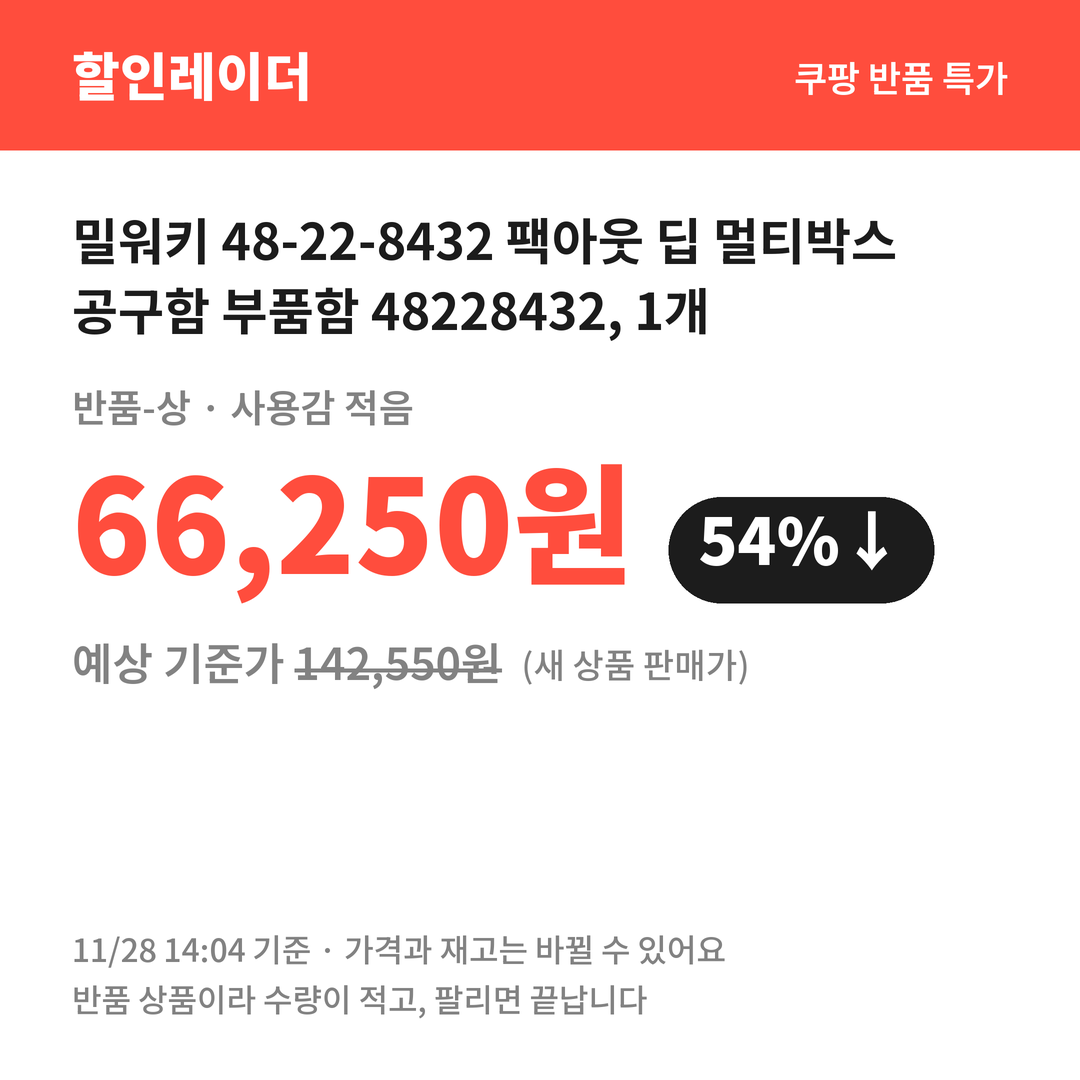 할인레이더
쿠팡 반품 특가
밀워키 48-22-8432 팩아웃 딥 멀티박스
공구함 부품함 48228432, 1개
반품-상 · 사용감 적음
66,250원
54%↓
예상 기준가 142,550원 (새 상품 판매가)
11/28 14:04 기준 · 가격과 재고는 바뀔 수 있어요
반품 상품이라 수량이 적고, 팔리면 끝납니다